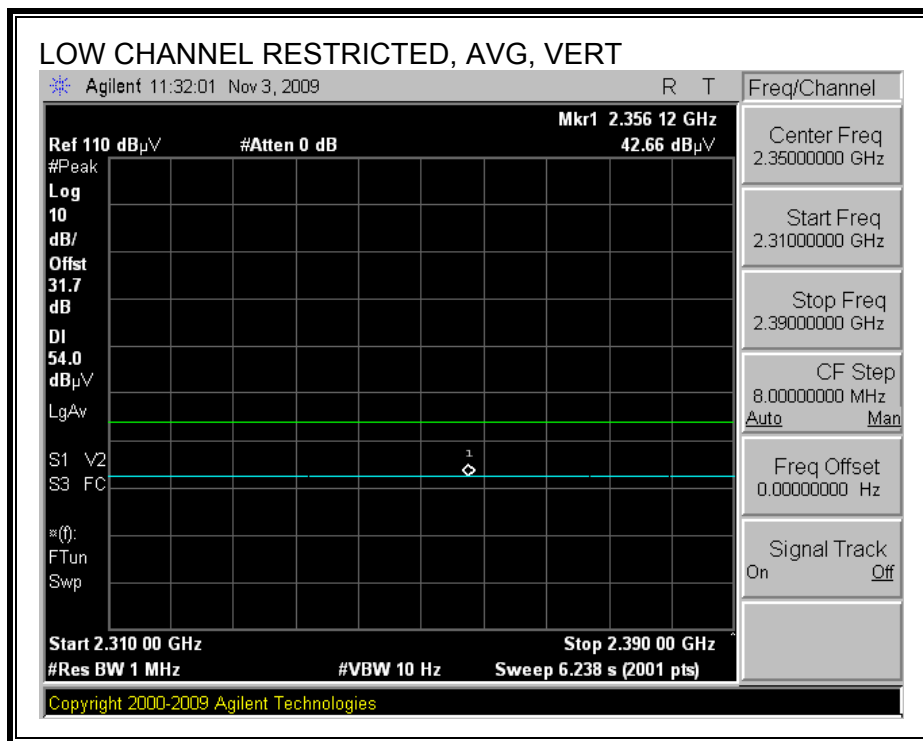 LOW CHANNEL RESTRICTED, AVG, VERT
Agilent 11:32:01 Nov 3, 2009 R T
Mkr1 2.356 12 GHz
Ref 110 dBµV #Atten 0 dB 42.66 dBµV
#Peak
Log
10
dB/
Offst
31.7
dB
DI
54.0
dBµV
LgAv
1
S1 V2
S3 FC
¤(f):
FTun
Swp
Start 2.310 00 GHz Stop 2.390 00 GHz ^
#Res BW 1 MHz #VBW 10 Hz Sweep 6.238 s (2001 pts)
Copyright 2000-2009 Agilent Technologies
Freq/Channel
Center Freq
2.35000000 GHz
Start Freq
2.31000000 GHz
Stop Freq
2.39000000 GHz
CF Step
8.00000000 MHz
Auto Man
Freq Offset
0.00000000 Hz
Signal Track
On Off